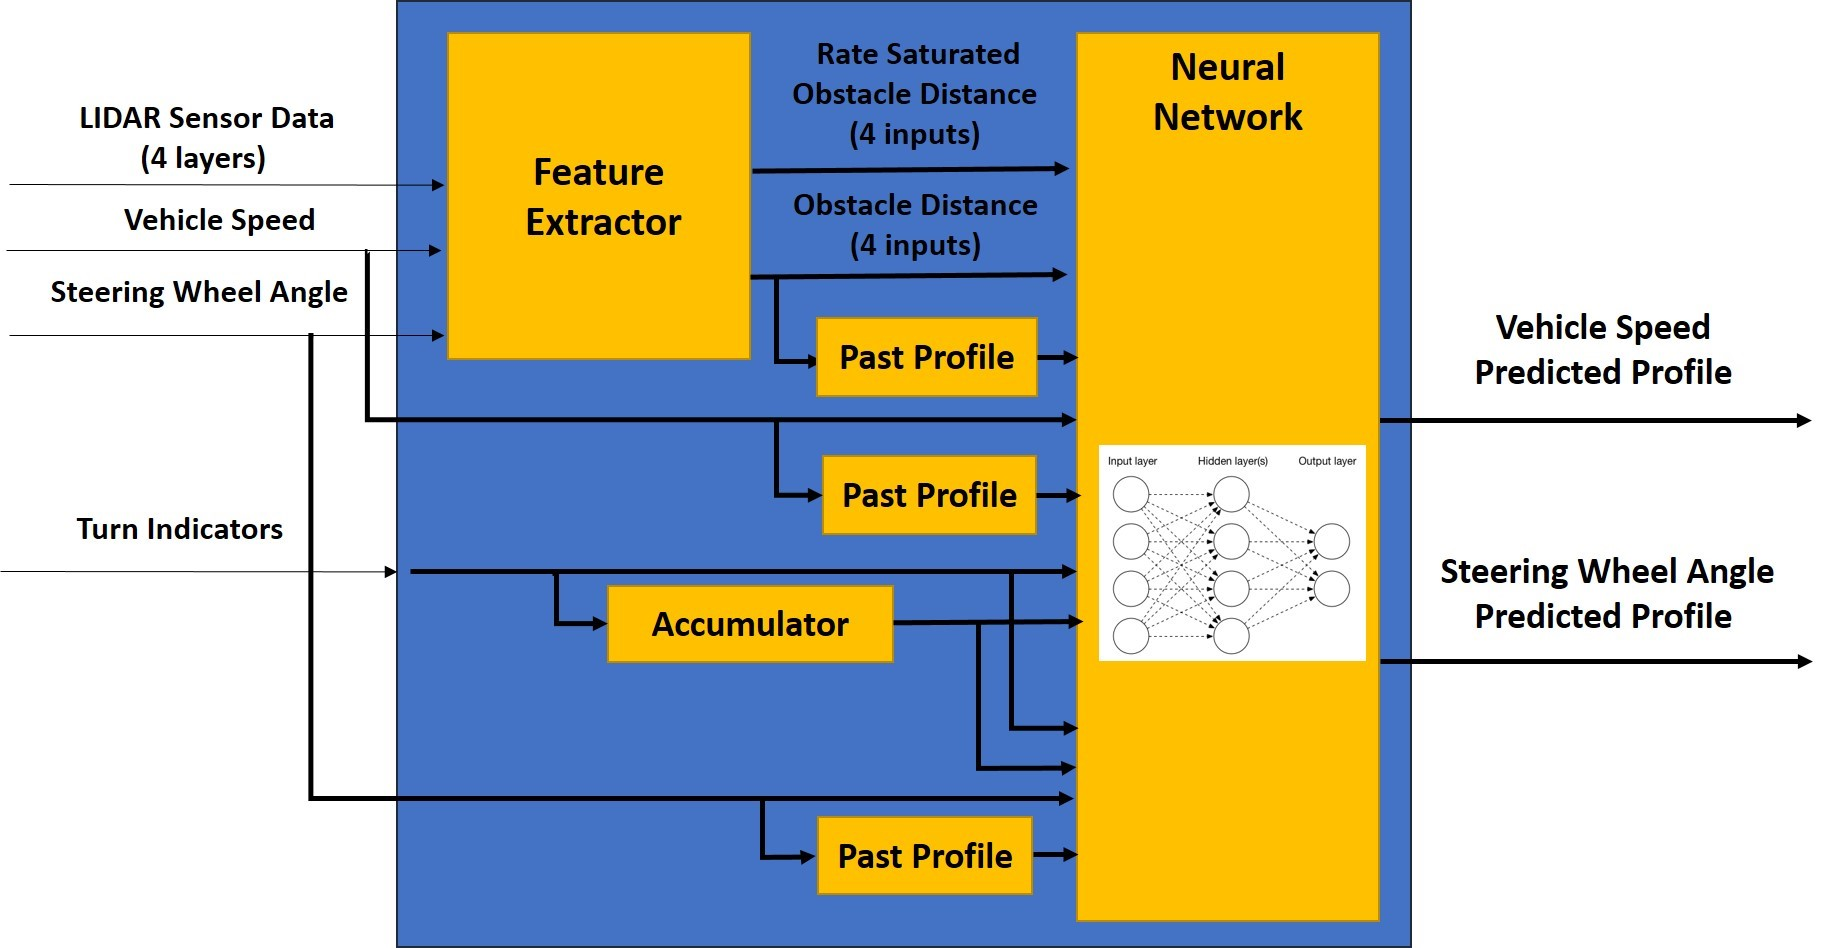 LIDAR Sensor Data
(4 layers)
Vehicle Speed
Steering Wheel Angle
Turn Indicators
Feature
Extractor
Rate Saturated
Obstacle Distance
(4 inputs)
Obstacle Distance
(4 inputs)
Past Profile
Past Profile
Accumulator
Past Profile
Neural
Network
Input layer
Hidden layer(s)
Output layer
Vehicle Speed
Predicted Profile
Steering Wheel Angle
Predicted Profile